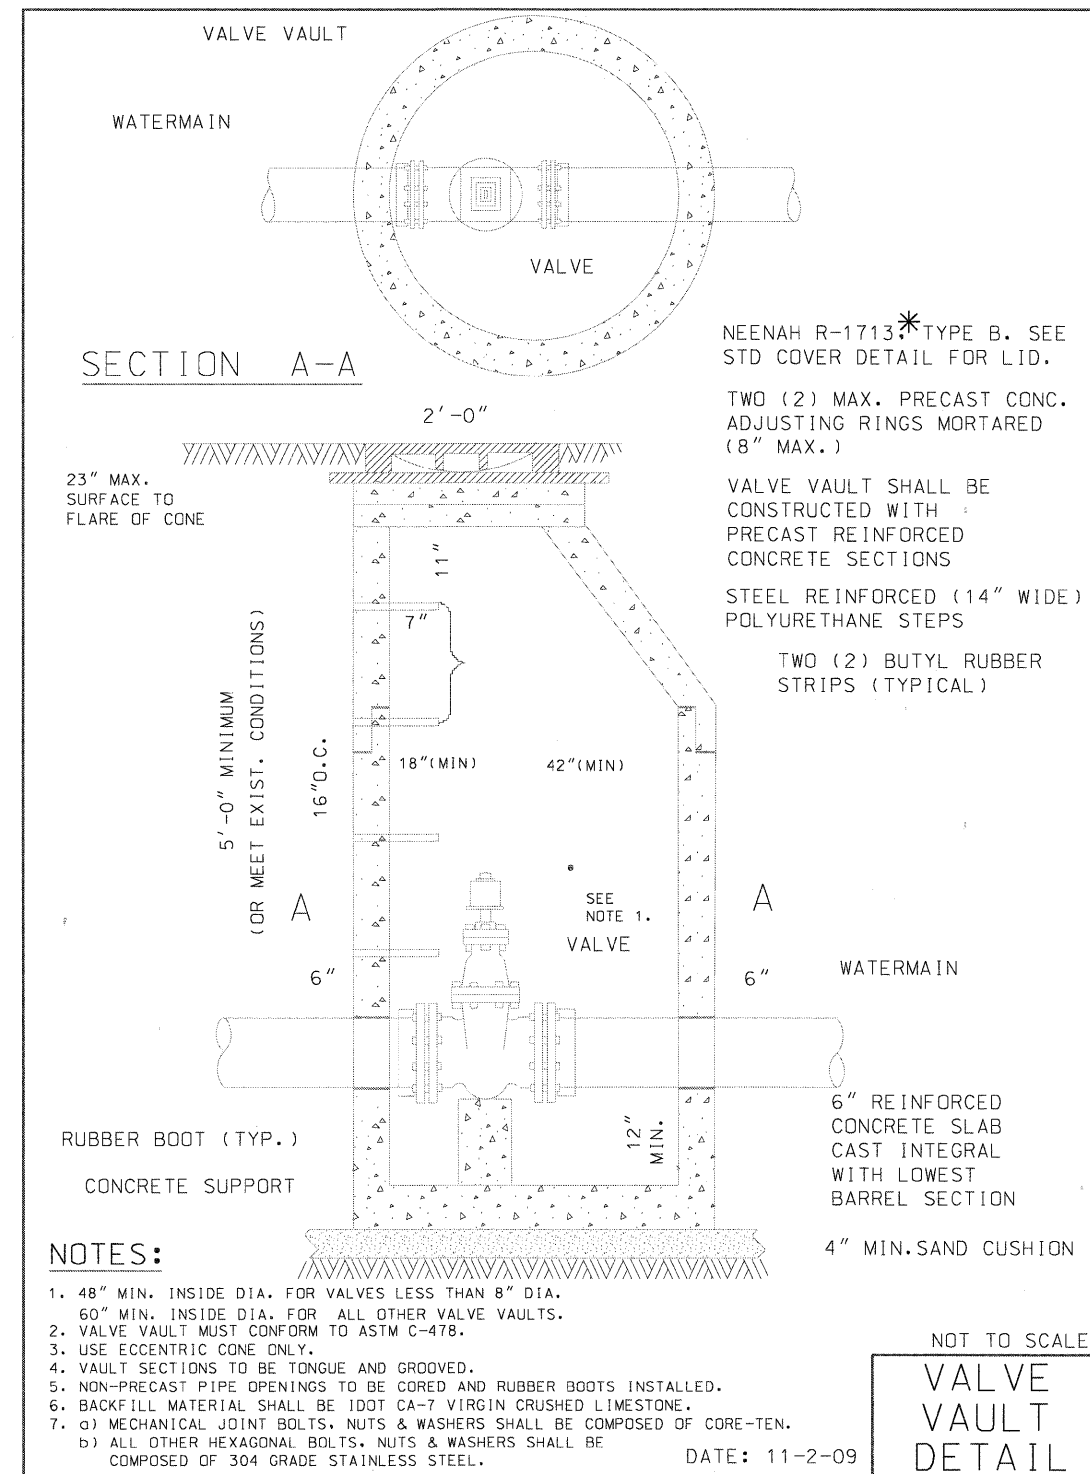 VALVE VAULT
WATERMAIN
VALVE
SECTION A-A
NEENAH R-1713,* TYPE B. SEE
STD COVER DETAIL FOR LID.
TWO (2) MAX. PRECAST CONC.
ADJUSTING RINGS MORTARED
(8" MAX.)
2'-0"
23" MAX.
SURFACE TO
FLARE OF CONE
VALVE VAULT SHALL BE
CONSTRUCTED WITH
PRECAST REINFORCED
CONCRETE SECTIONS
STEEL REINFORCED (14" WIDE)
POLYURETHANE STEPS
TWO (2) BUTYL RUBBER
STRIPS (TYPICAL)
11"
7"
5'-0" MINIMUM
(OR MEET EXIST. CONDITIONS)
16"O.C.
18"(MIN)
42"(MIN)
A
SEE
NOTE 1.
A
VALVE
6"
6"
WATERMAIN
12"
MIN.
RUBBER BOOT (TYP.)
CONCRETE SUPPORT
6" REINFORCED
CONCRETE SLAB
CAST INTEGRAL
WITH LOWEST
BARREL SECTION
4" MIN.SAND CUSHION
NOTES:
1. 48" MIN. INSIDE DIA. FOR VALVES LESS THAN 8" DIA.
60" MIN. INSIDE DIA. FOR ALL OTHER VALVE VAULTS.
2. VALVE VAULT MUST CONFORM TO ASTM C-478.
3. USE ECCENTRIC CONE ONLY.
4. VAULT SECTIONS TO BE TONGUE AND GROOVED.
5. NON-PRECAST PIPE OPENINGS TO BE CORED AND RUBBER BOOTS INSTALLED.
6. BACKFILL MATERIAL SHALL BE IDOT CA-7 VIRGIN CRUSHED LIMESTONE.
7. a) MECHANICAL JOINT BOLTS, NUTS & WASHERS SHALL BE COMPOSED OF CORE-TEN.
b) ALL OTHER HEXAGONAL BOLTS, NUTS & WASHERS SHALL BE
COMPOSED OF 304 GRADE STAINLESS STEEL.
DATE: 11-2-09
NOT TO SCALE
VALVE
VAULT
DETAIL